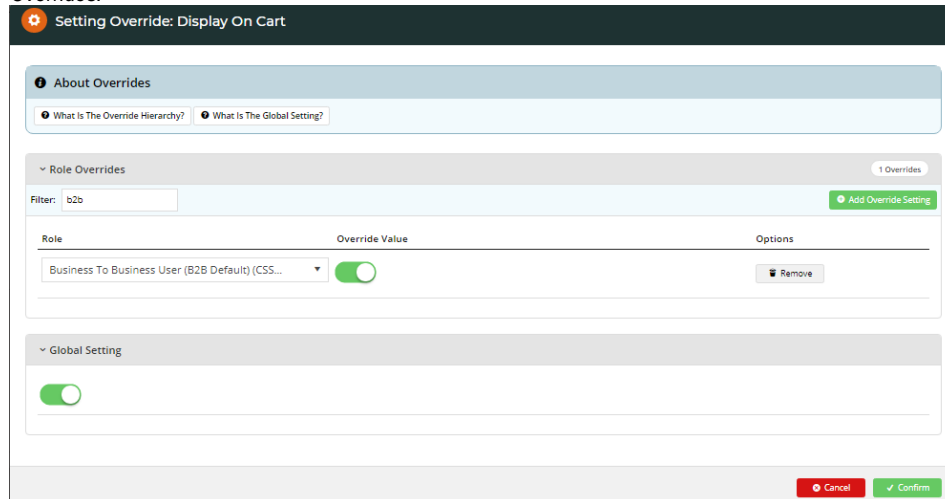 Setting Override: Display On Cart
About Overrides
What Is The Override Hierarchy? What Is The Global Setting?
Role Overrides 1 Overrides
Filter: b2b Add Override Setting
Role Override Value Options
Business To Business User (B2B Default) (CSS... Remove
Global Setting
Cancel Confirm